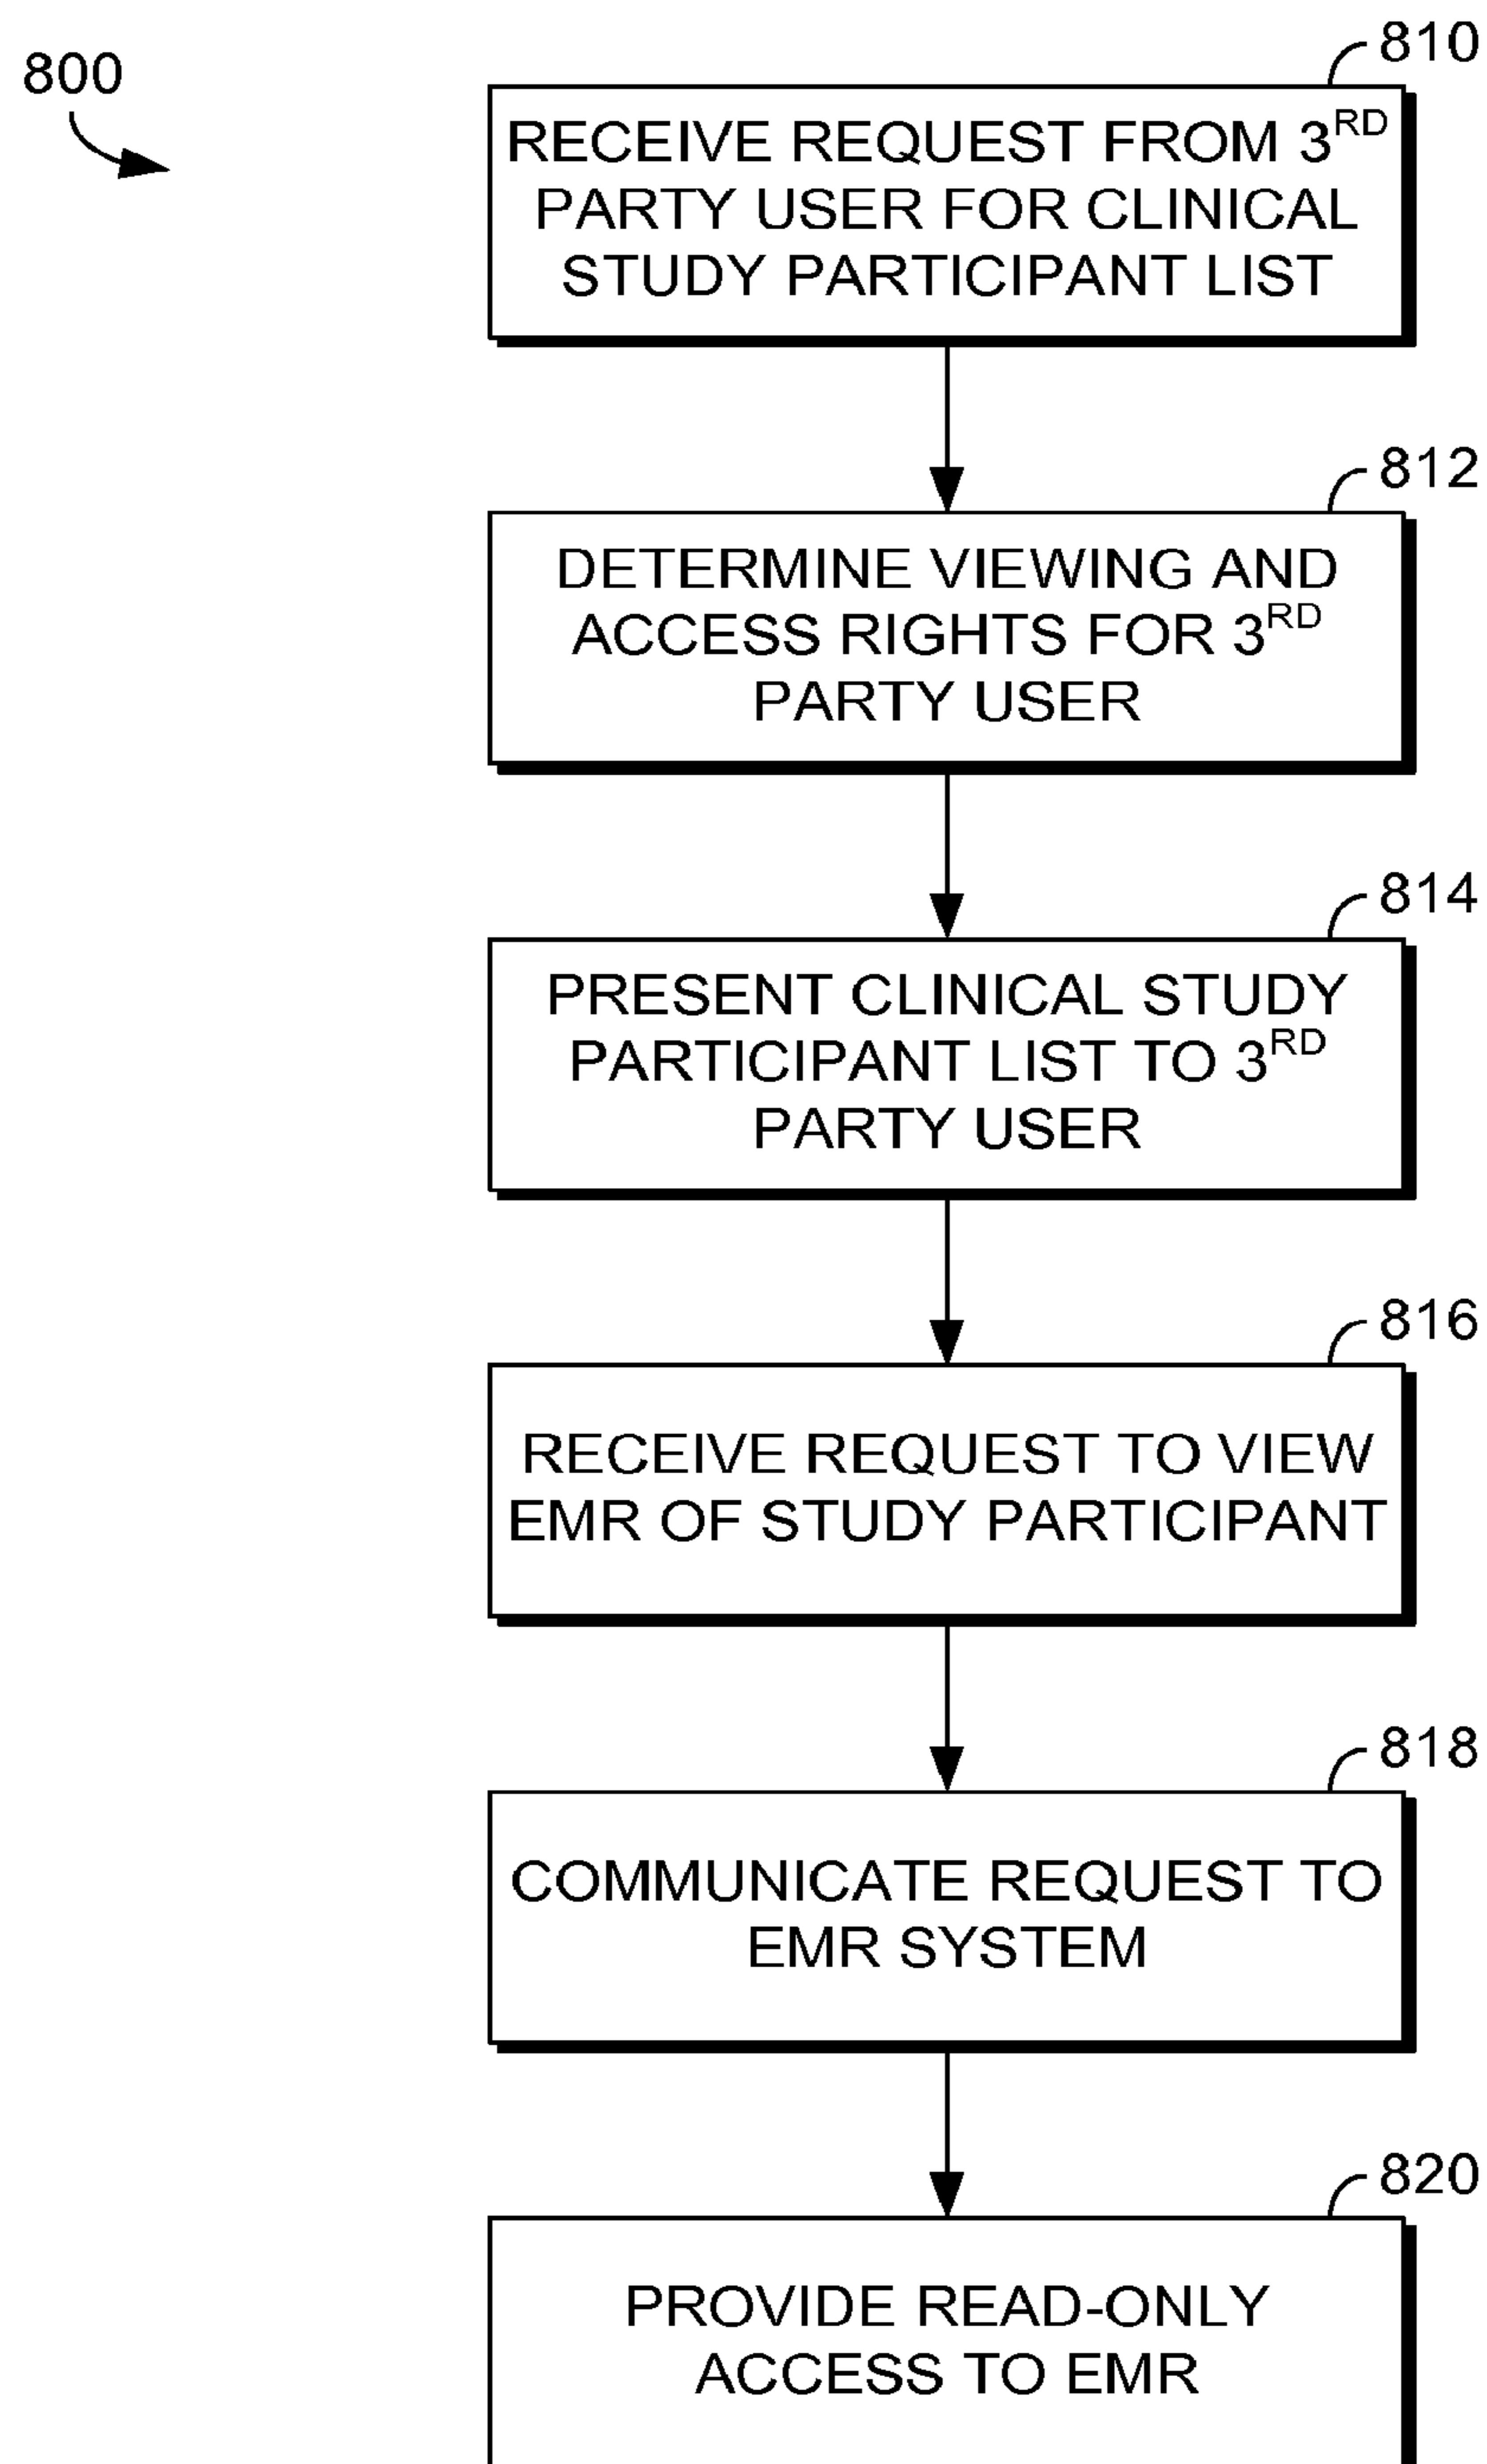 800
810
RECEIVE REQUEST FROM 3RD
PARTY USER FOR CLINICAL
STUDY PARTICIPANT LIST
812
DETERMINE VIEWING AND
ACCESS RIGHTS FOR 3RD
PARTY USER
814
PRESENT CLINICAL STUDY
PARTICIPANT LIST TO 3RD
PARTY USER
816
RECEIVE REQUEST TO VIEW
EMR OF STUDY PARTICIPANT
818
COMMUNICATE REQUEST TO
EMR SYSTEM
820
PROVIDE READ-ONLY
ACCESS TO EMR